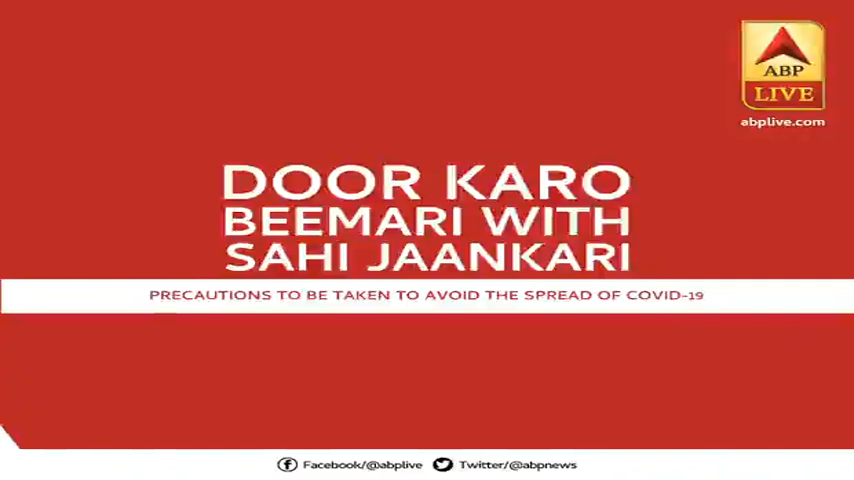 ABP
LIVE
abplive.com
DOOR KARO
BEEMARI WITH
SAHI JAANKARI
PRECAUTIONS TO BE TAKEN TO AVOID THE SPREAD OF COVID-19
Facebook/@abplive Twitter/@abpnews